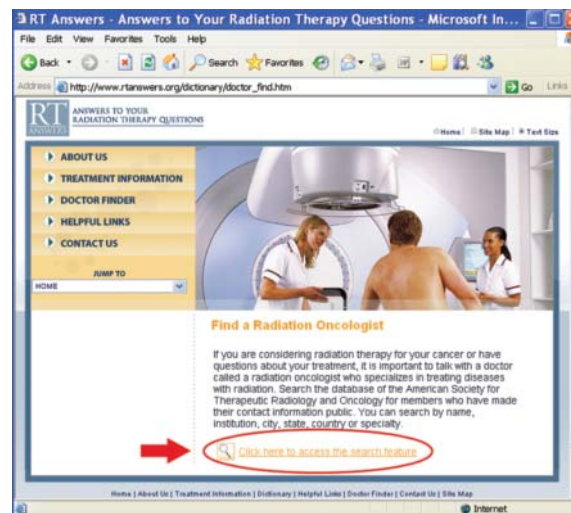 RT Answers - Answers to Your Radiation Therapy Questions - Microsoft In...
File Edit View Favorites Tools Help
Back Search Favorites
Address http://www.rtanswers.org/dictionary/doctor_find.htm Go Links
RT ANSWERS
ANSWERS TO YOUR
RADIATION THERAPY QUESTIONS
Home | Site Map | Text Size
ABOUT US
TREATMENT INFORMATION
DOCTOR FINDER
HELPFUL LINKS
CONTACT US
JUMP TO
HOME
Find a Radiation Oncologist
If you are considering radiation therapy for your cancer or have
questions about your treatment, it is important to talk with a doctor
called a radiation oncologist who specializes in treating diseases
with radiation. Search the database of the American Society for
Therapeutic Radiology and Oncology for members who have made
their contact information public. You can search by name,
institution, city, state, country or specialty.
Click here to access the search feature
Home | About Us | Treatment Information | Dictionary | Helpful Links | Doctor Finder | Contact Us | Site Map
Internet